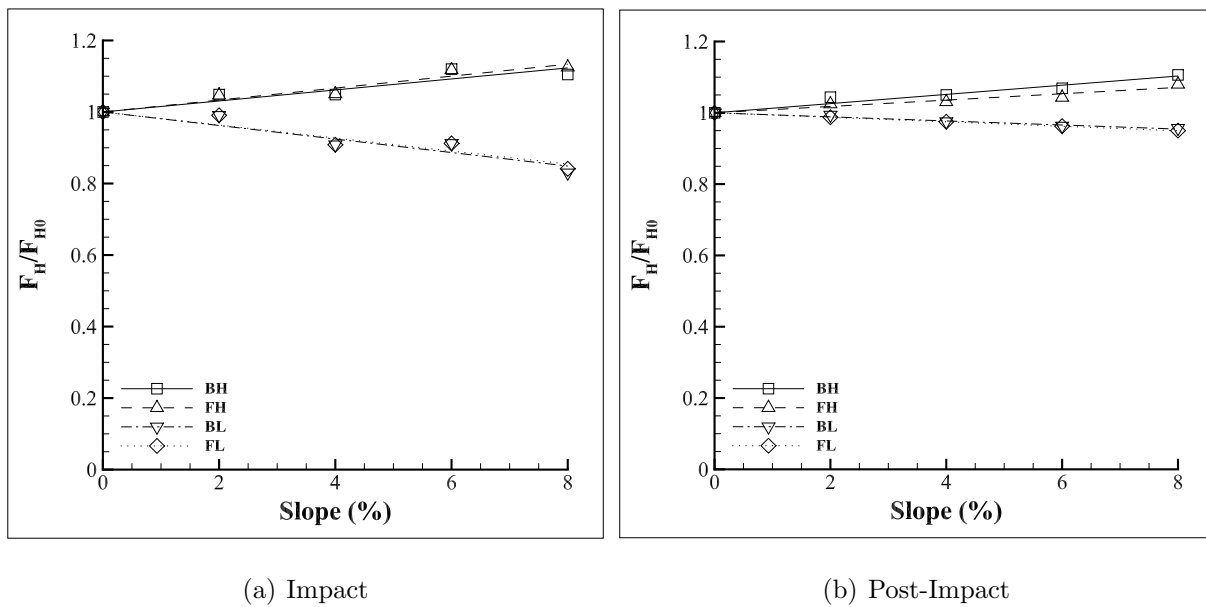 1.2
1
0.8
0.6
0.4
0.2
0
F_H/F_H0
BH
FH
BL
FL
0 2 4 6 8
Slope (%)
1.2
1
0.8
0.6
0.4
0.2
0
F_H/F_H0
BH
FH
BL
FL
0 2 4 6 8
Slope (%)
(a) Impact
(b) Post-Impact